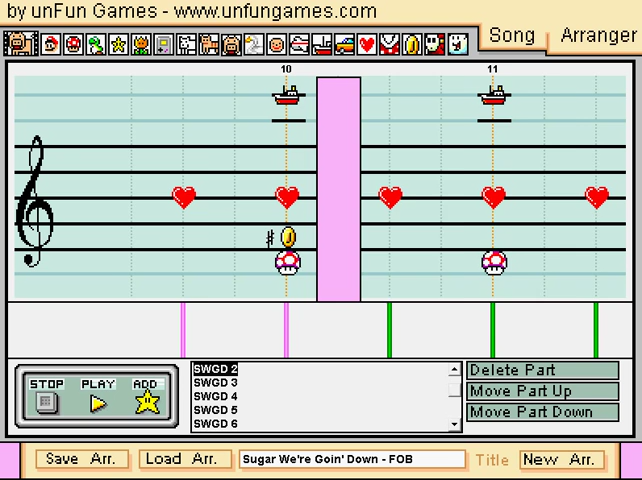 by unFun Games - www.unfungames.com
Song
Arranger
10
11
STOP PLAY ADD
SWGD 2
SWGD 3
SWGD 4
SWGD 5
SWGD 6
Delete Part
Move Part Up
Move Part Down
Save Arr.
Load Arr.
Sugar We're Goin' Down - FOB
Title
New Arr.